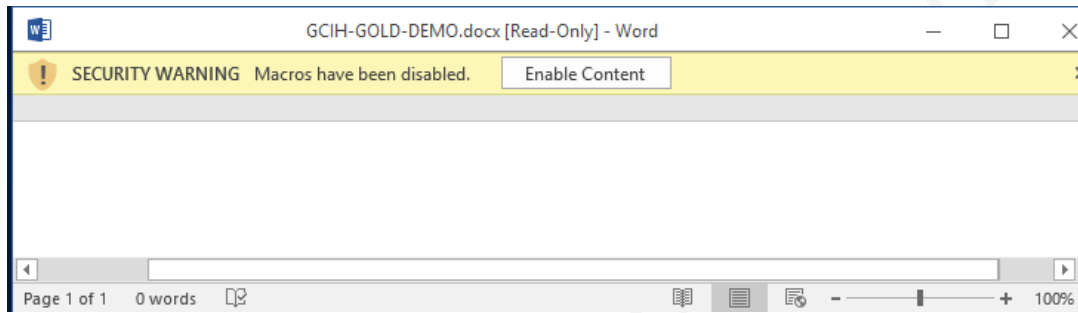 GCIH-GOLD-DEMO.docx [Read-Only] - Word
SECURITY WARNING Macros have been disabled. Enable Content
Page 1 of 1 0 words 100%